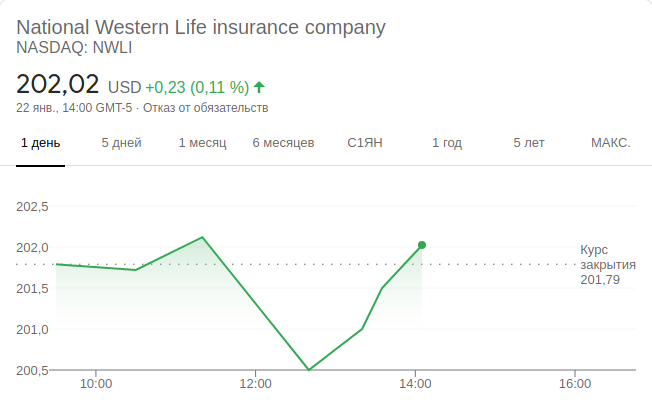 National Western Life insurance company
NASDAQ: NWLI
202,02 USD +0,23 (0,11 %)
22 янв., 14:00 GMT-5 · Отказ от обязательств
1 день 5 дней 1 месяц 6 месяцев С1ЯН 1 год 5 лет МАКС.
202,5
202,0
201,5
201,0
200,5
Курс
закрытия
201,79
10:00 12:00 14:00 16:00